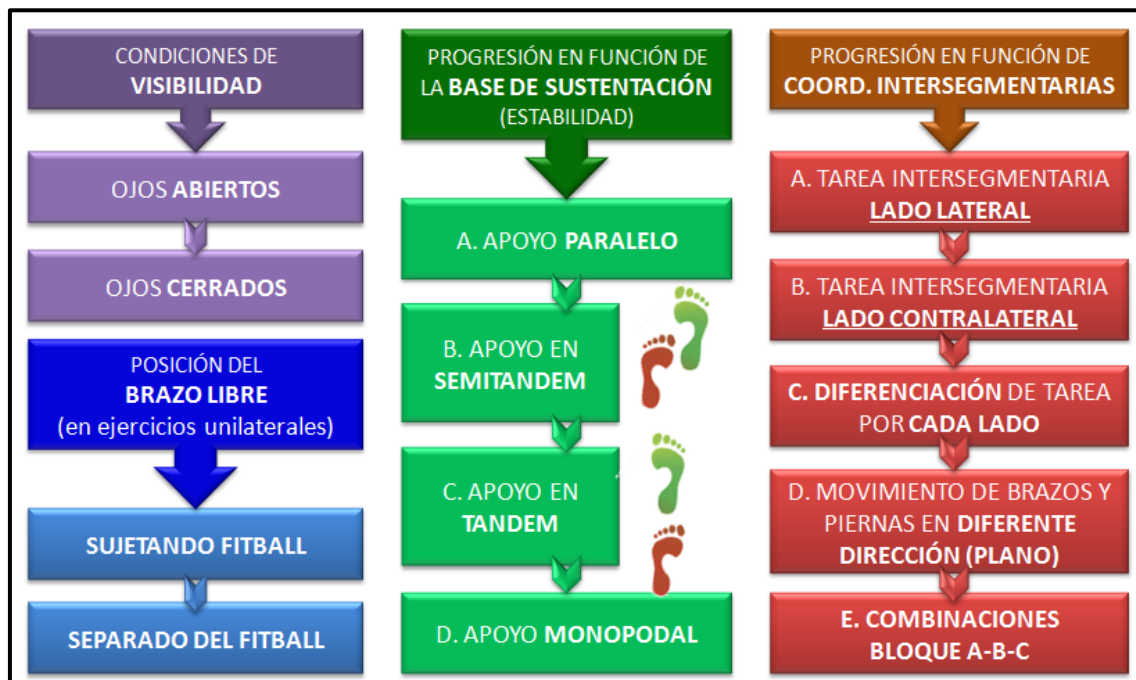 CONDICIONES DE
VISIBILIDAD
OJOS ABIERTOS
OJOS CERRADOS
POSICIÓN DEL
BRAZO LIBRE
(en ejercicios unilaterales)
SUJETANDO FITBALL
SEPARADO DEL FITBALL
PROGRESIÓN EN FUNCIÓN DE
LA BASE DE SUSTENTACIÓN
(ESTABILIDAD)
A. APOYO PARALELO
B. APOYO EN
SEMITANDEM
C. APOYO EN
TANDEM
D. APOYO MONOPODAL
PROGRESIÓN EN FUNCIÓN DE
COORD. INTERSEGMENTARIAS
A. TAREA INTERSEGMENTARIA
LADO LATERAL
B. TAREA INTERSEGMENTARIA
LADO CONTRALATERAL
C. DIFERENCIACIÓN DE TAREA
POR CADA LADO
D. MOVIMIENTO DE BRAZOS Y
PIERNAS EN DIFERENTE
DIRECCIÓN (PLANO)
E. COMBINACIONES
BLOQUE A-B-C